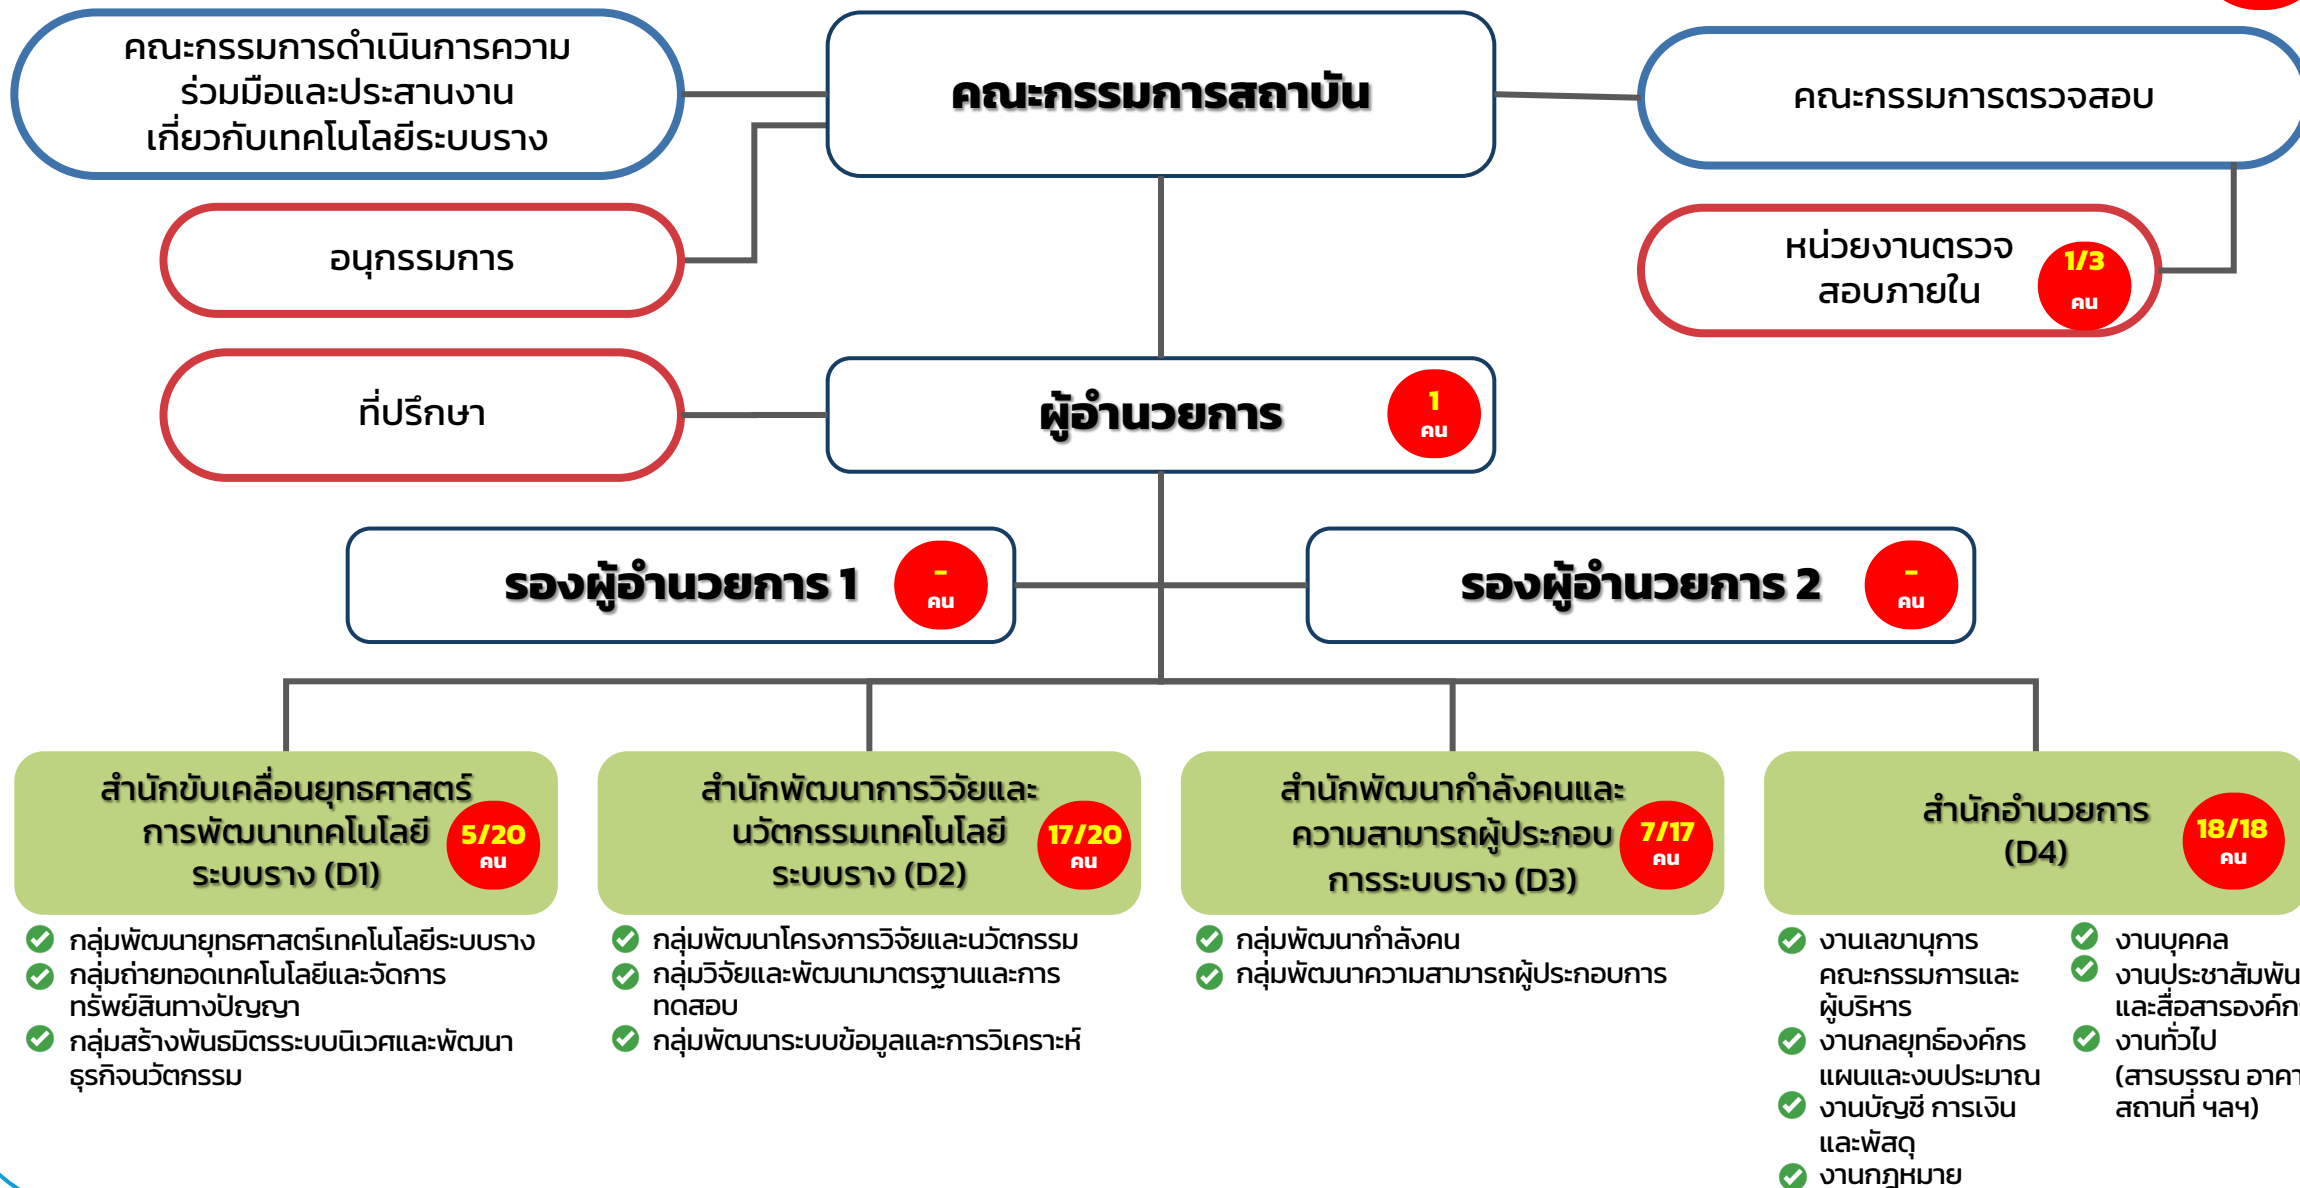 คณะกรรมการดำเนินการความ
ร่วมมือและประสานงาน
เกี่ยวกับเทคโนโลยีระบบราง
คณะกรรมการสถาบัน
คณะกรรมการตรวจสอบ
อนุกรรมการ
หน่วยงานตรวจ
สอบภายใน
1/3
คน
ที่ปรึกษา
ผู้อำนวยการ
1
คน
รองผู้อำนวยการ 1
-
คน
รองผู้อำนวยการ 2
-
คน
สำนักขับเคลื่อนยุทธศาสตร์
การพัฒนาเทคโนโลยี
ระบบราง (D1)
5/20
คน
กลุ่มพัฒนายุทธศาสตร์เทคโนโลยีระบบราง
กลุ่มถ่ายทอดเทคโนโลยีและจัดการ
ทรัพย์สินทางปัญญา
กลุ่มสร้างพันธมิตรระบบนิเวศและพัฒนา
ธุรกิจนวัตกรรม
สำนักพัฒนาการวิจัยและ
นวัตกรรมเทคโนโลยี
ระบบราง (D2)
17/20
คน
กลุ่มพัฒนาโครงการวิจัยและนวัตกรรม
กลุ่มวิจัยและพัฒนามาตรฐานและการ
ทดสอบ
กลุ่มพัฒนาระบบข้อมูลและการวิเคราะห์
สำนักพัฒนากำลังคนและ
ความสามารถผู้ประกอบ
การระบบราง (D3)
7/17
คน
กลุ่มพัฒนากำลังคน
กลุ่มพัฒนาความสามารถผู้ประกอบการ
สำนักอำนวยการ
(D4)
18/18
คน
งานเลขานุการ
คณะกรรมการและ
ผู้บริหาร
งานกลยุทธ์องค์กร
แผนและงบประมาณ
งานบัญชี การเงิน
และพัสดุ
งานกฎหมาย
งานบุคคล
งานประชาสัมพัน
และสื่อสารองค์ก
งานทั่วไป
(สารบรรณ อาคา
สถานที่ ฯลฯ)